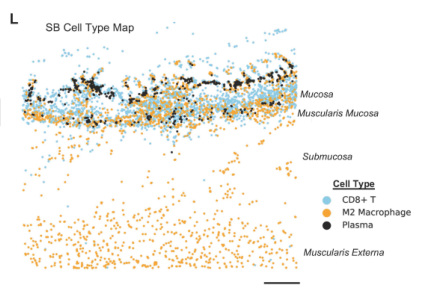 L
SB Cell Type Map
Mucosa
Muscularis Mucosa
Submucosa
Cell Type
CD8+ T
M2 Macrophage
Plasma
Muscularis Externa